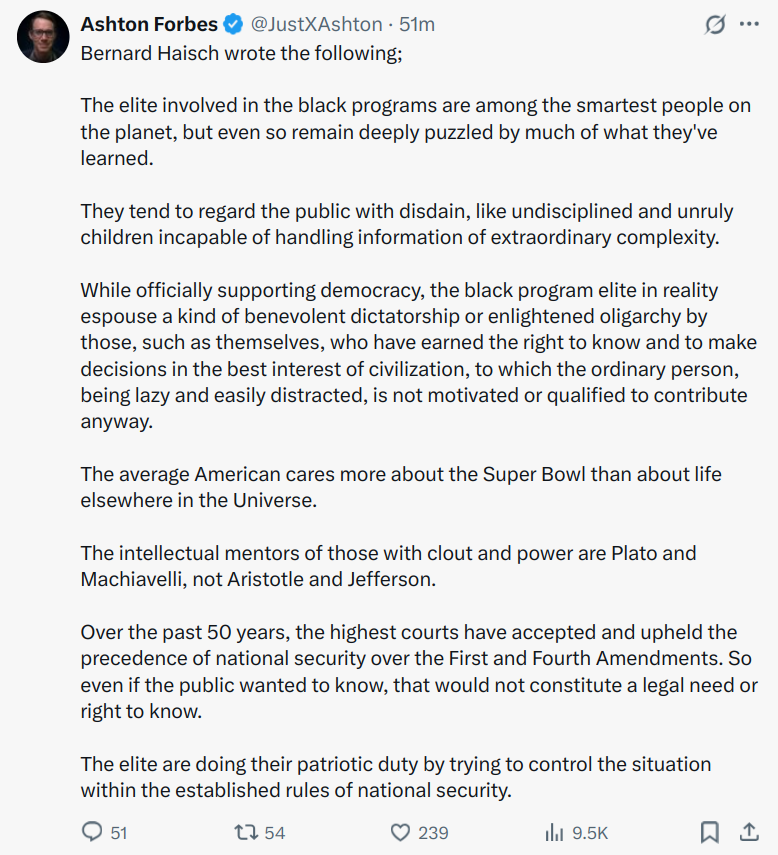 Ashton Forbes @JustXAshton · 51m
Bernard Haisch wrote the following;
The elite involved in the black programs are among the smartest people on
the planet, but even so remain deeply puzzled by much of what they've
learned.
They tend to regard the public with disdain, like undisciplined and unruly
children incapable of handling information of extraordinary complexity.
While officially supporting democracy, the black program elite in reality
espouse a kind of benevolent dictatorship or enlightened oligarchy by
those, such as themselves, who have earned the right to know and to make
decisions in the best interest of civilization, to which the ordinary person,
being lazy and easily distracted, is not motivated or qualified to contribute
anyway.
The average American cares more about the Super Bowl than about life
elsewhere in the Universe.
The intellectual mentors of those with clout and power are Plato and
Machiavelli, not Aristotle and Jefferson.
Over the past 50 years, the highest courts have accepted and upheld the
precedence of national security over the First and Fourth Amendments. So
even if the public wanted to know, that would not constitute a legal need or
right to know.
The elite are doing their patriotic duty by trying to control the situation
within the established rules of national security.
51 54 239 9.5K